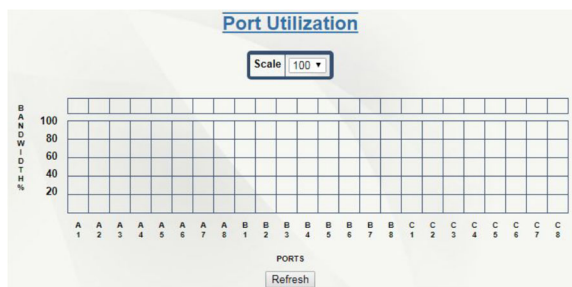 Port Utilization
Scale 100
BANDWIDTH%
100
80
60
40
20
A A A A A A A A B B B B B B B B C C C C C C C C
1 2 3 4 5 6 7 8 1 2 3 4 5 6 7 8 1 2 3 4 5 6 7 8
PORTS
Refresh